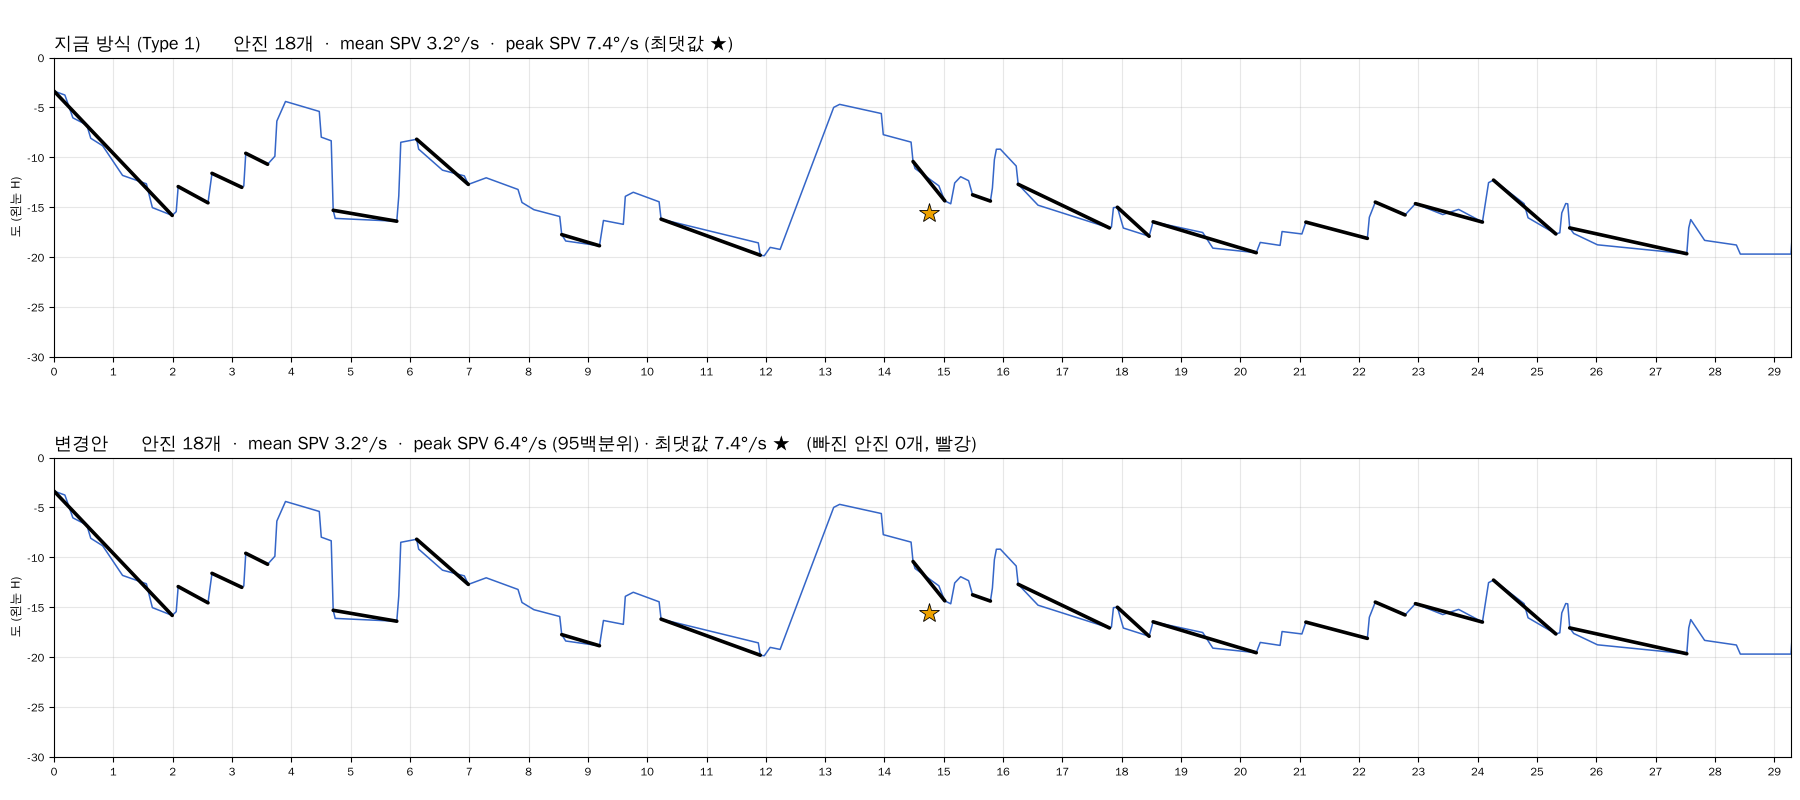 지금 방식 (Type 1)      안진 18개 · mean SPV 3.2°/s · peak SPV 7.4°/s (최댓값 ★)
0
-5
-10
-15
-20
-25
-30
도 (왼눈 H)
0 1 2 3 4 5 6 7 8 9 10 11 12 13 14 15 16 17 18 19 20 21 22 23 24 25 26 27 28 29
변경안      안진 18개 · mean SPV 3.2°/s · peak SPV 6.4°/s (95백분위) · 최댓값 7.4°/s ★ (빠진 안진 0개, 빨강)
0
-5
-10
-15
-20
-25
-30
도 (왼눈 H)
0 1 2 3 4 5 6 7 8 9 10 11 12 13 14 15 16 17 18 19 20 21 22 23 24 25 26 27 28 29